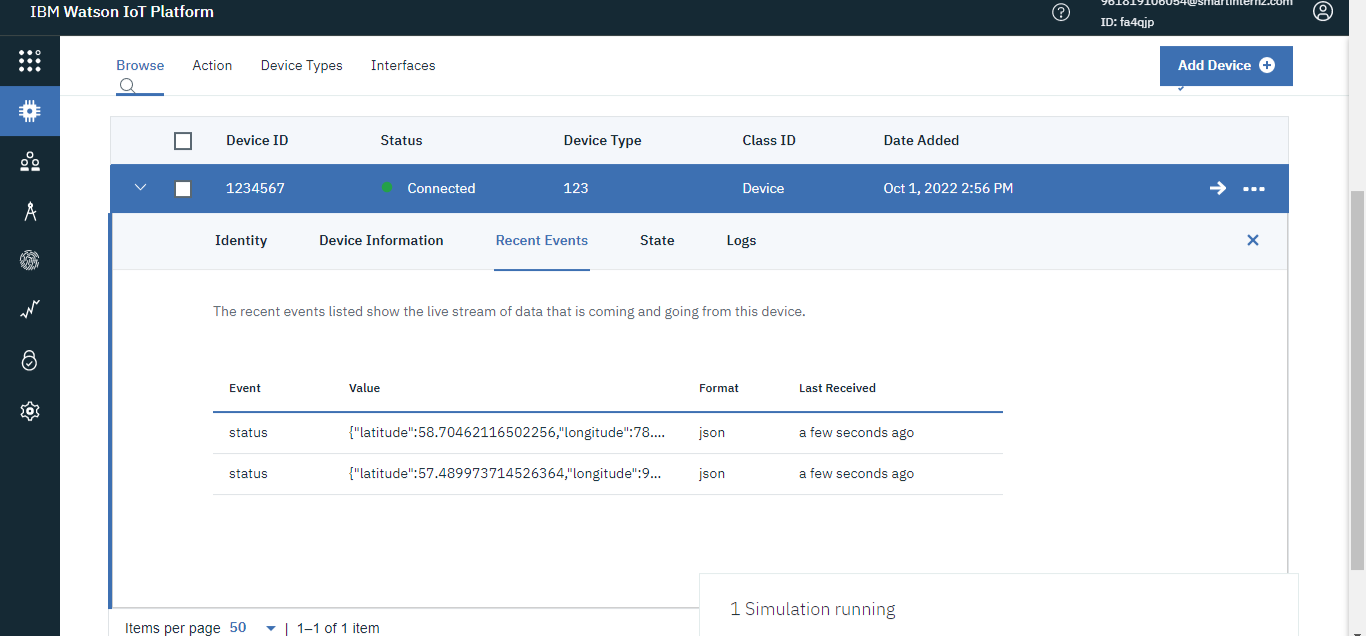 IBM Watson IoT Platform
961819106054@smartinternz.com
ID: fa4qjp
Browse Action Device Types Interfaces
Add Device
Device ID Status Device Type Class ID Date Added
1234567 Connected 123 Device Oct 1, 2022 2:56 PM
Identity Device Information Recent Events State Logs
The recent events listed show the live stream of data that is coming and going from this device.
Event Value Format Last Received
status {"latitude":58.70462116502256,"longitude":78.... json a few seconds ago
status {"latitude":57.489973714526364,"longitude":9... json a few seconds ago
1 Simulation running
Items per page 50 | 1–1 of 1 item